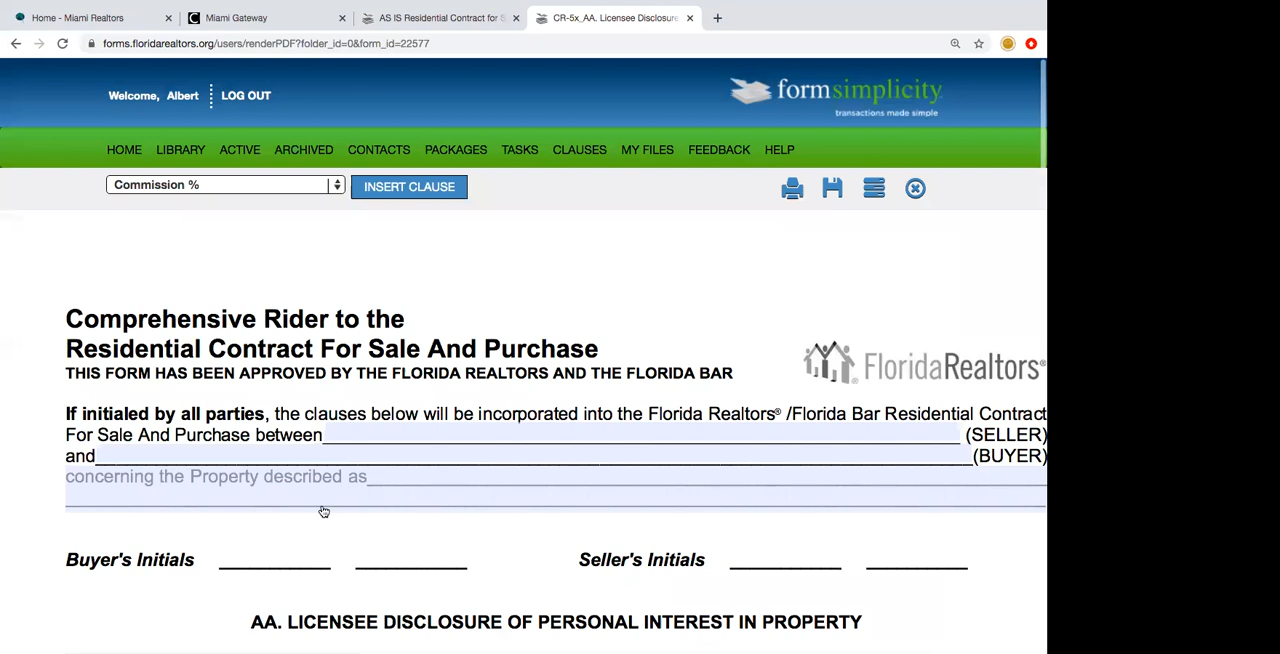 Home - Miami Realtors
Miami Gateway
AS IS Residential Contract for S
CR-5x_AA. Licensee Disclosure
forms.floridarealtors.org/users/renderPDF?folder_id=0&form_id=22577
Welcome, Albert LOG OUT
formsimplicity
transactions made simple
HOME LIBRARY ACTIVE ARCHIVED CONTACTS PACKAGES TASKS CLAUSES MY FILES FEEDBACK HELP
Commission % INSERT CLAUSE
Comprehensive Rider to the
Residential Contract For Sale And Purchase
THIS FORM HAS BEEN APPROVED BY THE FLORIDA REALTORS AND THE FLORIDA BAR
FloridaRealtors®
If initialed by all parties, the clauses below will be incorporated into the Florida Realtors® /Florida Bar Residential Contract
For Sale And Purchase between (SELLER)
and (BUYER)
concerning the Property described as
Buyer's Initials Seller's Initials
AA. LICENSEE DISCLOSURE OF PERSONAL INTEREST IN PROPERTY